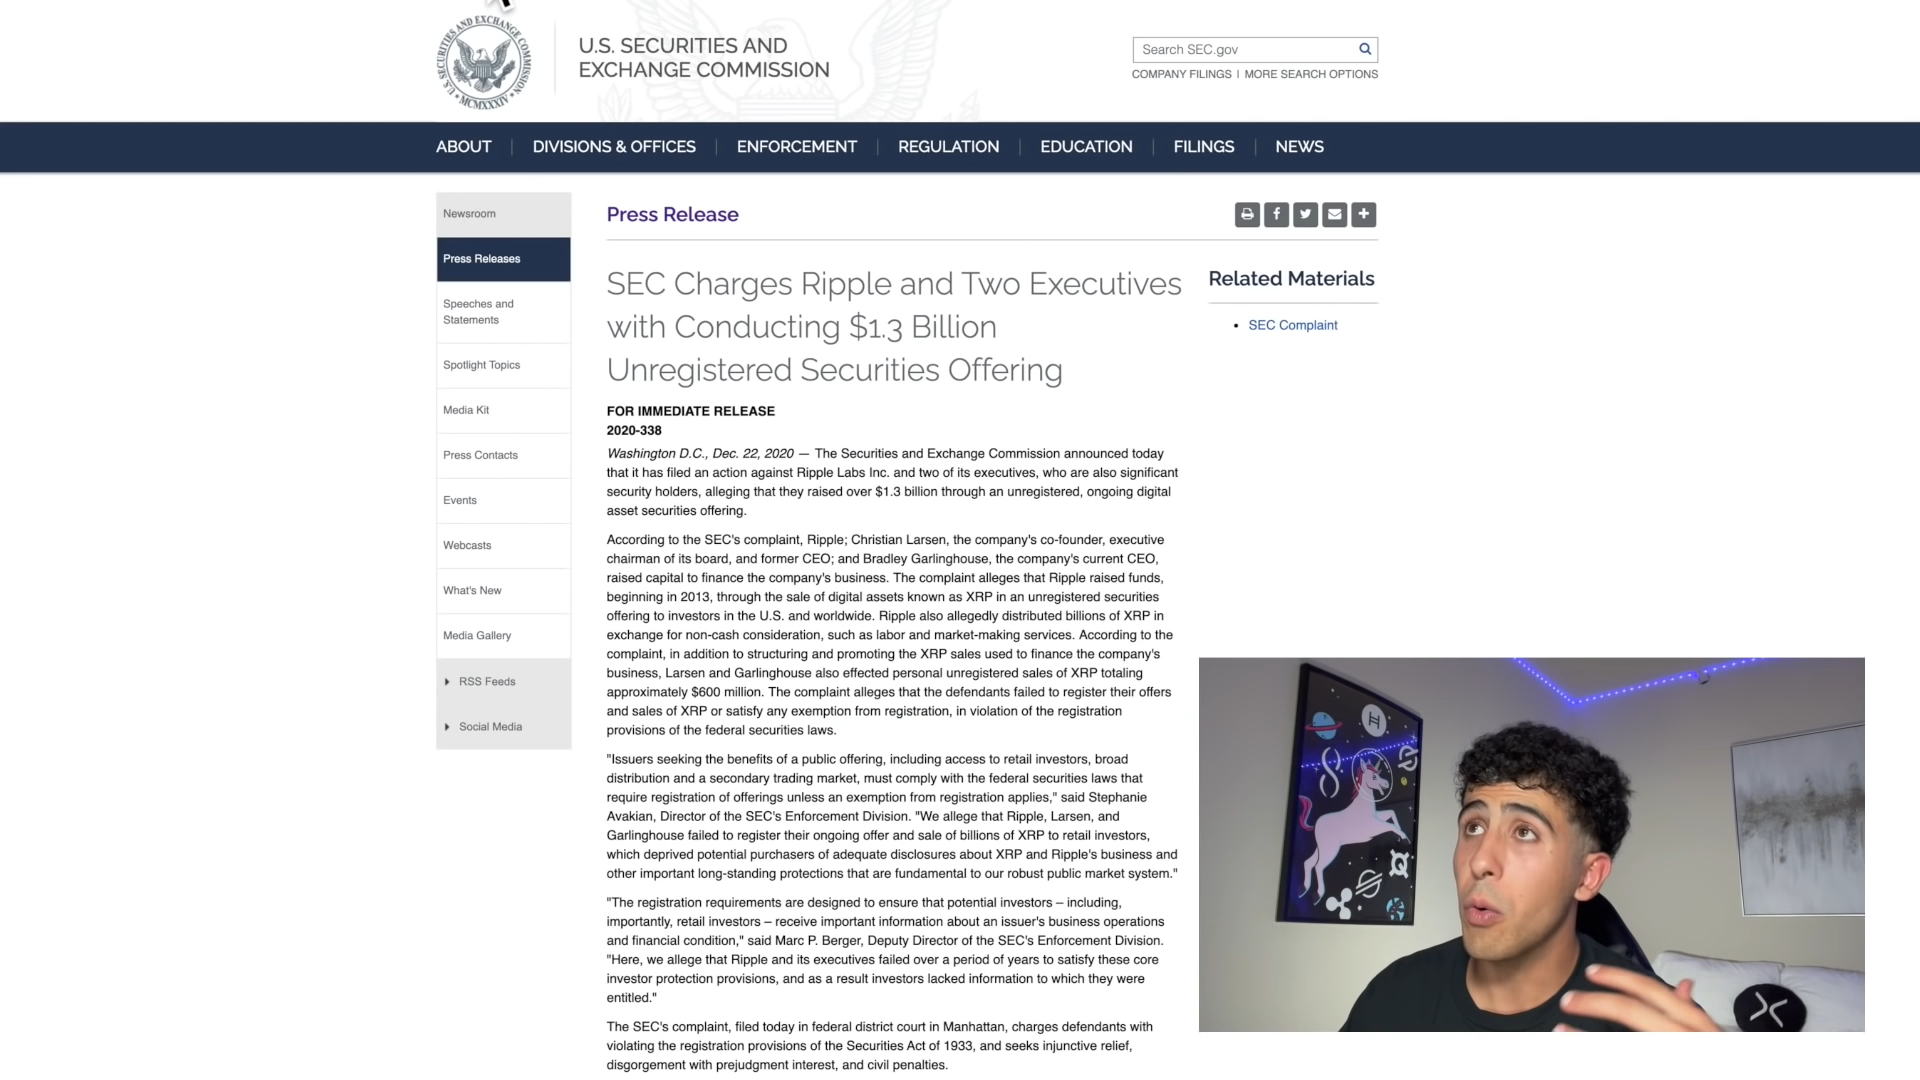 U.S. SECURITIES AND EXCHANGE COMMISSION
MCMXXXIV
U.S. SECURITIES AND
EXCHANGE COMMISSION
Search SEC.gov
COMPANY FILINGS | MORE SEARCH OPTIONS
ABOUT | DIVISIONS & OFFICES | ENFORCEMENT | REGULATION | EDUCATION | FILINGS | NEWS
Newsroom
Press Releases
Speeches and
Statements
Spotlight Topics
Media Kit
Press Contacts
Events
Webcasts
What's New
Media Gallery
RSS Feeds
Social Media
Press Release
SEC Charges Ripple and Two Executives
with Conducting $1.3 Billion
Unregistered Securities Offering
FOR IMMEDIATE RELEASE
2020-338
Washington D.C., Dec. 22, 2020 — The Securities and Exchange Commission announced today
that it has filed an action against Ripple Labs Inc. and two of its executives, who are also significant
security holders, alleging that they raised over $1.3 billion through an unregistered, ongoing digital
asset securities offering.
According to the SEC's complaint, Ripple; Christian Larsen, the company's co-founder, executive
chairman of its board, and former CEO; and Bradley Garlinghouse, the company's current CEO,
raised capital to finance the company's business. The complaint alleges that Ripple raised funds,
beginning in 2013, through the sale of digital assets known as XRP in an unregistered securities
offering to investors in the U.S. and worldwide. Ripple also allegedly distributed billions of XRP in
exchange for non-cash consideration, such as labor and market-making services. According to the
complaint, in addition to structuring and promoting the XRP sales used to finance the company's
business, Larsen and Garlinghouse also effected personal unregistered sales of XRP totaling
approximately $600 million. The complaint alleges that the defendants failed to register their offers
and sales of XRP or satisfy any exemption from registration, in violation of the registration
provisions of the federal securities laws.
"Issuers seeking the benefits of a public offering, including access to retail investors, broad
distribution and a secondary trading market, must comply with the federal securities laws that
require registration of offerings unless an exemption from registration applies," said Stephanie
Avakian, Director of the SEC's Enforcement Division. "We allege that Ripple, Larsen, and
Garlinghouse failed to register their ongoing offer and sale of billions of XRP to retail investors,
which deprived potential purchasers of adequate disclosures about XRP and Ripple's business and
other important long-standing protections that are fundamental to our robust public market system."
"The registration requirements are designed to ensure that potential investors – including,
importantly, retail investors – receive important information about an issuer's business operations
and financial condition," said Marc P. Berger, Deputy Director of the SEC's Enforcement Division.
"Here, we allege that Ripple and its executives failed over a period of years to satisfy these core
investor protection provisions, and as a result investors lacked information to which they were
entitled."
The SEC's complaint, filed today in federal district court in Manhattan, charges defendants with
violating the registration provisions of the Securities Act of 1933, and seeks injunctive relief,
disgorgement with prejudgment interest, and civil penalties.
Related Materials
SEC Complaint